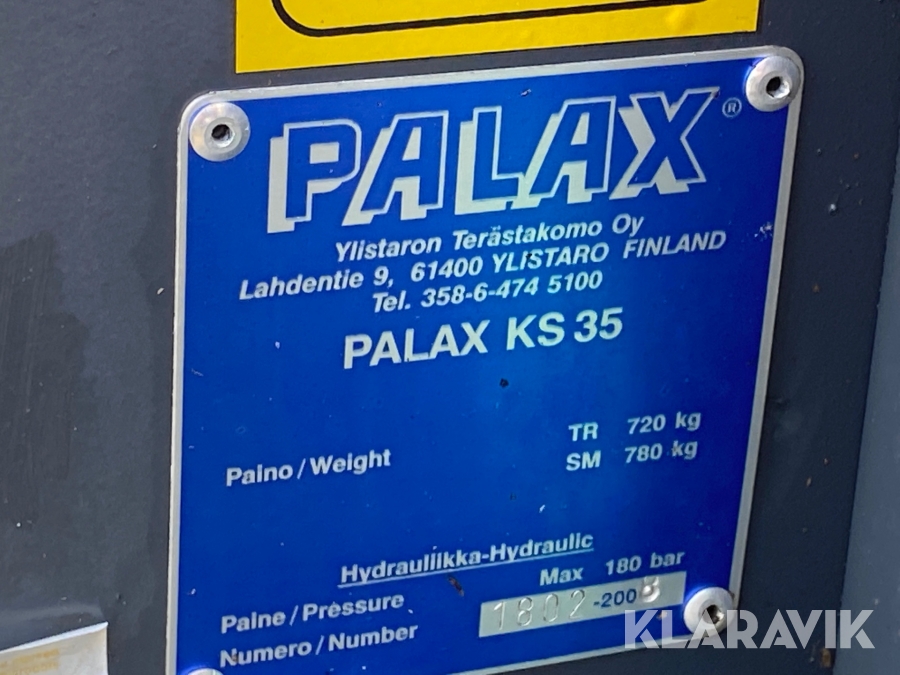 PALAX®
Ylistaron Terästakomo Oy
Lahdentie 9, 61400 YLISTARO FINLAND
Tel. 358-6-474 5100
PALAX KS 35
Paino/Weight TR 720 kg
SM 780 kg
Hydrauliikka-Hydraulic
Paine/Pressure Max 180 bar
Numero/Number 1802-2008
KLARAVIK